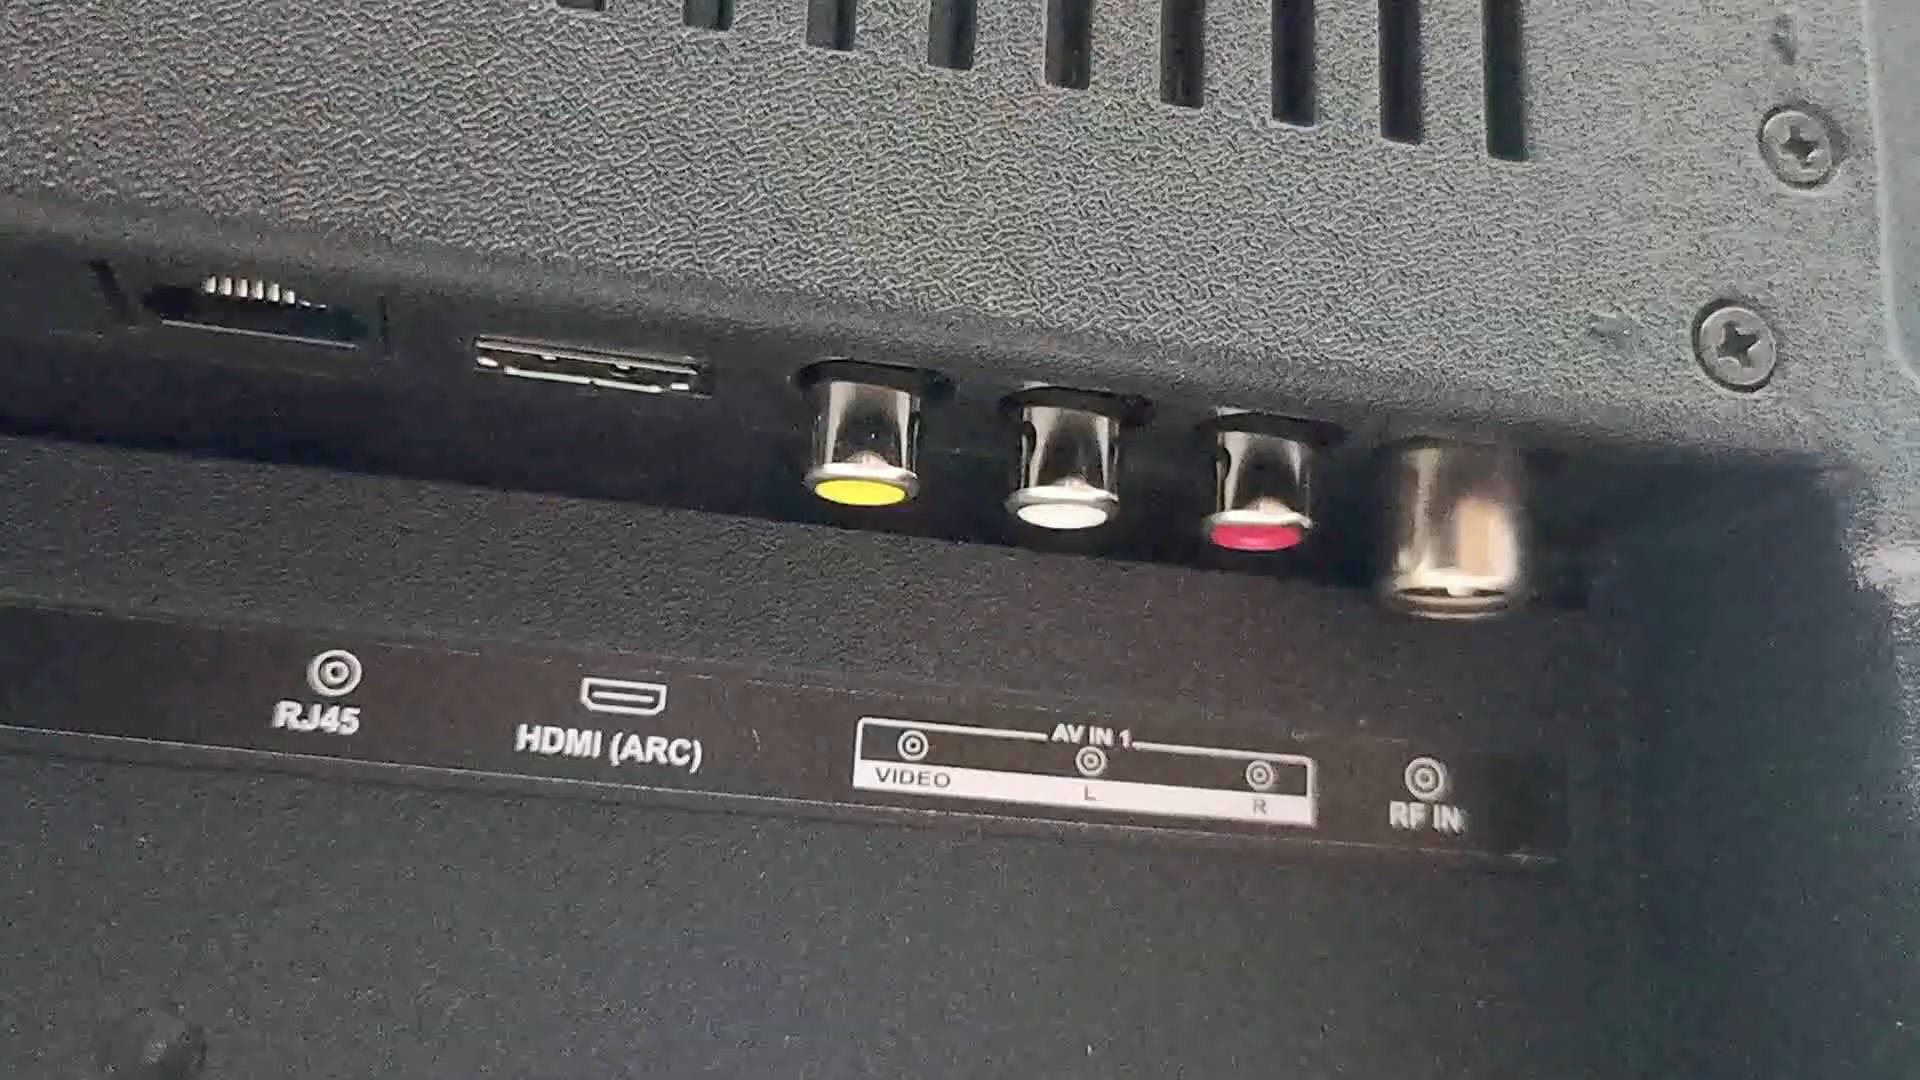 RJ45
HDMI (ARC)
AV IN 1
VIDEO
L
R
RF IN